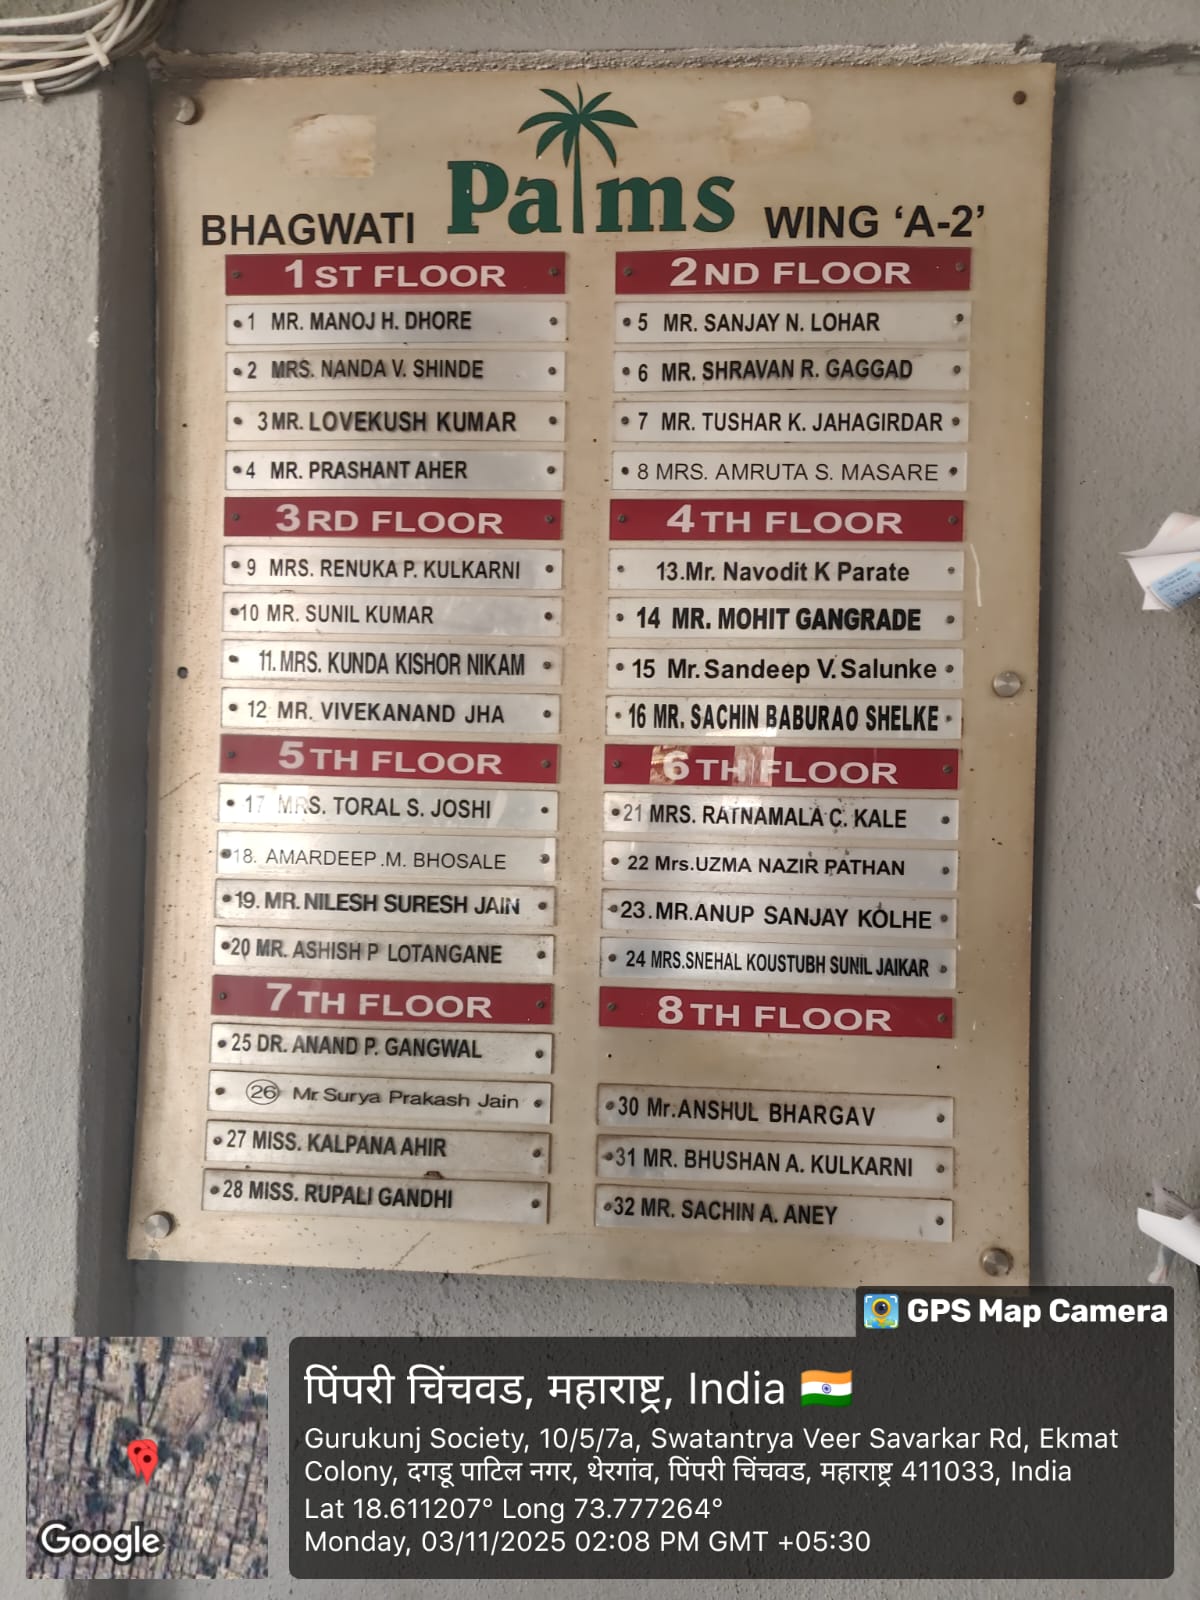 Palms
BHAGWATI
WING ‘A-2’
1ST FLOOR
1 MR. MANOJ H. DHORE
2 MRS. NANDA V. SHINDE
3 MR. LOVEKUSH KUMAR
4 MR. PRASHANT AHER
2ND FLOOR
5 MR. SANJAY N. LOHAR
6 MR. SHRAVAN R. GAGGAD
7 MR. TUSHAR K. JAHAGIRDAR
8 MRS. AMRUTA S. MASARE
3RD FLOOR
9 MRS. RENUKA P. KULKARNI
10 MR. SUNIL KUMAR
11. MRS. KUNDA KISHOR NIKAM
12 MR. VIVEKANAND JHA
4TH FLOOR
13.Mr. Navodit K Parate
14 MR. MOHIT GANGRADE
15 Mr. Sandeep V. Salunke
16 MR. SACHIN BABURAO SHELKE
5TH FLOOR
17 MRS. TORAL S. JOSHI
18. AMARDEEP .M. BHOSALE
19. MR. NILESH SURESH JAIN
20 MR. ASHISH P LOTANGANE
6TH FLOOR
21 MRS. RATNAMALA C. KALE
22 Mrs.UZMA NAZIR PATHAN
23.MR.ANUP SANJAY KOLHE
24 MRS.SNEHAL KOUSTUBH SUNIL JAIKAR
7TH FLOOR
25 DR. ANAND P. GANGWAL
26 Mr Surya Prakash Jain
27 MISS. KALPANA AHIR
28 MISS. RUPALI GANDHI
8TH FLOOR
30 Mr.ANSHUL BHARGAV
31 MR. BHUSHAN A. KULKARNI
32 MR. SACHIN A. ANEY
GPS Map Camera
पिंपरी चिंचवड, महाराष्ट्र, India
Gurukunj Society, 10/5/7a, Swatantrya Veer Savarkar Rd, Ekmat
Colony, दगडू पाटिल नगर, थेरगांव, पिंपरी चिंचवड, महाराष्ट्र 411033, India
Lat 18.611207° Long 73.777264°
Monday, 03/11/2025 02:08 PM GMT +05:30
Google